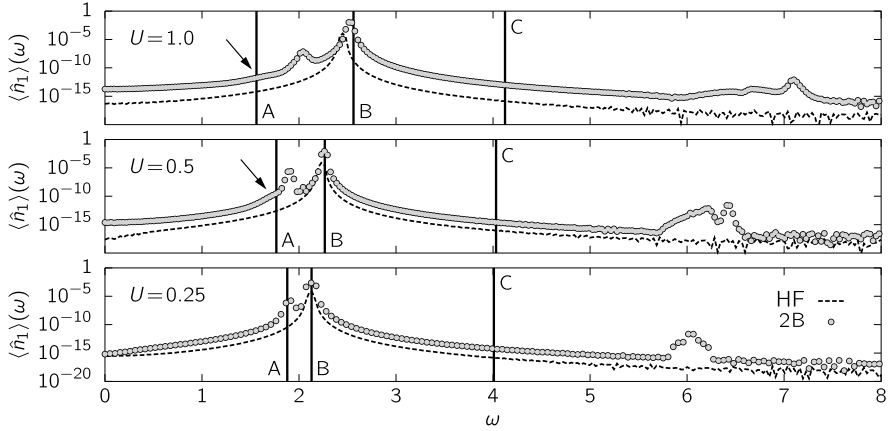 ⟨n̂₁⟩(ω)
1
10⁻⁵
10⁻¹⁰
10⁻¹⁵
U = 1.0
A
B
C
⟨n̂₁⟩(ω)
1
10⁻⁵
10⁻¹⁰
10⁻¹⁵
U = 0.5
A
B
C
⟨n̂₁⟩(ω)
1
10⁻⁵
10⁻¹⁰
10⁻¹⁵
10⁻²⁰
U = 0.25
A
B
C
HF
2B
0 1 2 3 4 5 6 7 8
ω